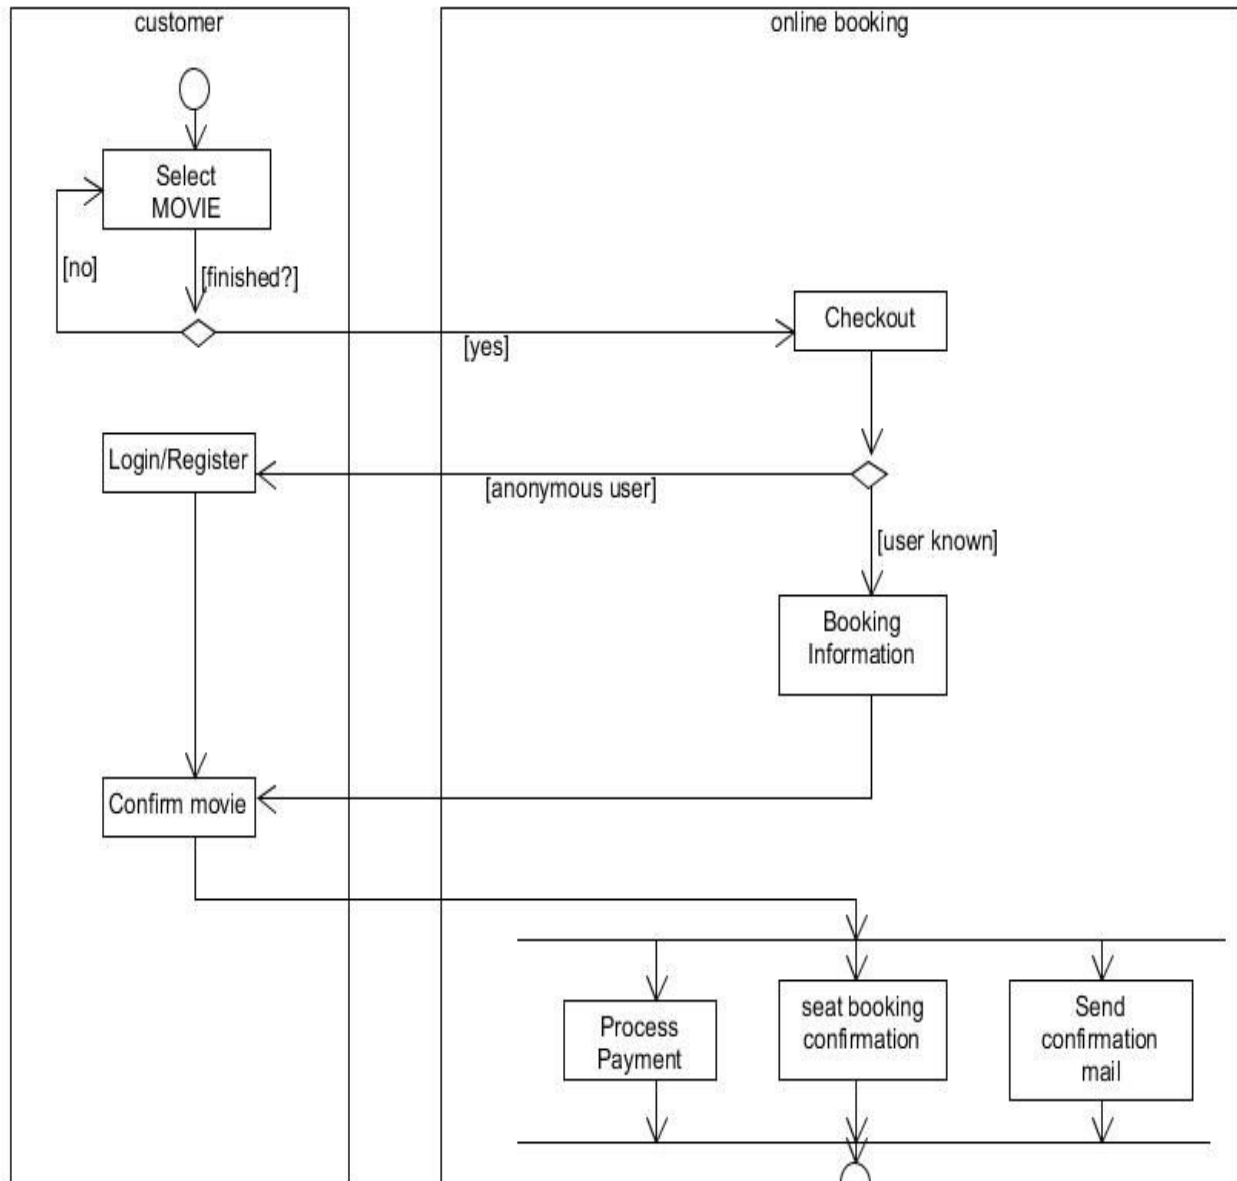 customer
online booking
Select
MOVIE
[no]
[finished?]
[yes]
Checkout
Login/Register
[anonymous user]
[user known]
Booking
Information
Confirm movie
Process
Payment
seat booking
confirmation
Send
confirmation
mail